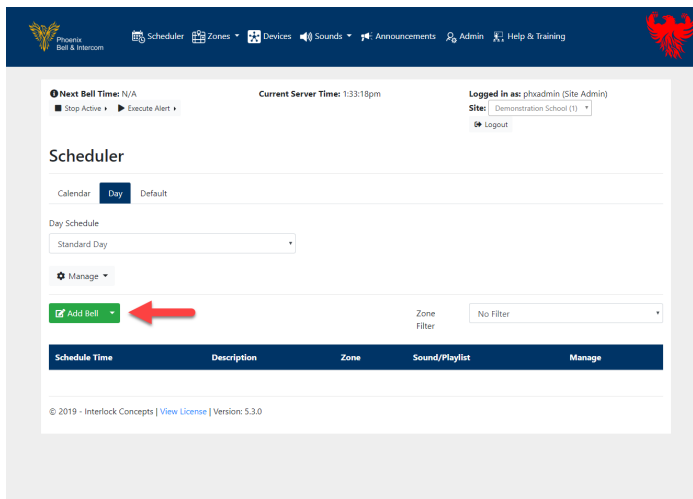 Phoenix
Bell & Intercom
Scheduler Zones Devices Sounds Announcements Admin Help & Training
Next Bell Time: N/A Current Server Time: 1:33:18pm Logged in as: phxadmin (Site Admin)
Stop Active Execute Alert Site: Demonstration School (1)
Logout
Scheduler
Calendar Day Default
Day Schedule
Standard Day
Manage
Add Bell Zone Filter No Filter
Schedule Time Description Zone Sound/Playlist Manage
© 2019 - Interlock Concepts | View License | Version: 5.3.0